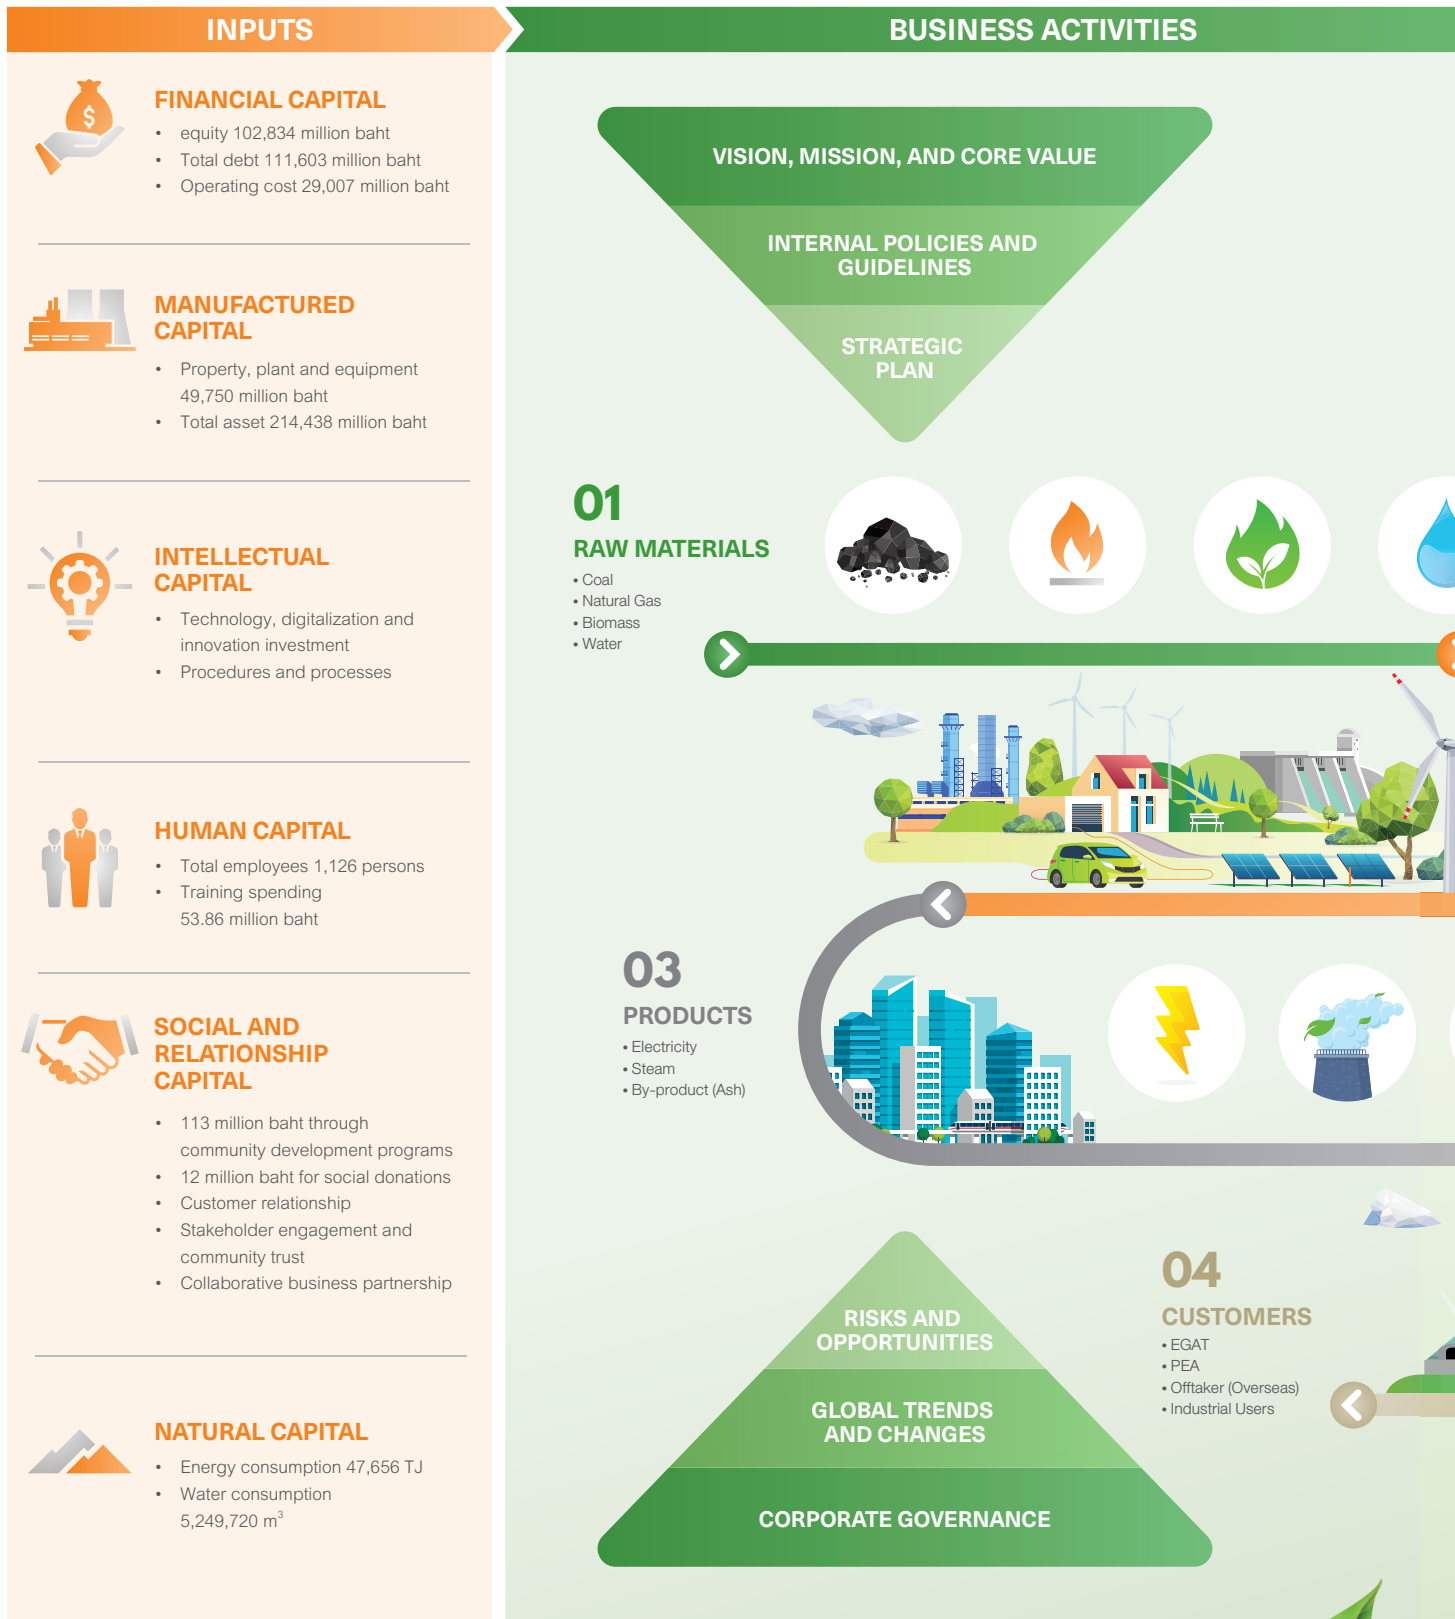 INPUTS
FINANCIAL CAPITAL
• equity 102,834 million baht
• Total debt 111,603 million baht
• Operating cost 29,007 million baht
MANUFACTURED
CAPITAL
• Property, plant and equipment
49,750 million baht
• Total asset 214,438 million baht
INTELLECTUAL
CAPITAL
• Technology, digitalization and
innovation investment
• Procedures and processes
HUMAN CAPITAL
• Total employees 1,126 persons
• Training spending
53.86 million baht
SOCIAL AND
RELATIONSHIP
CAPITAL
• 113 million baht through
community development programs
• 12 million baht for social donations
• Customer relationship
• Stakeholder engagement and
community trust
• Collaborative business partnership
NATURAL CAPITAL
• Energy consumption 47,656 TJ
• Water consumption
5,249,720 m³
BUSINESS ACTIVITIES
VISION, MISSION, AND CORE VALUE
INTERNAL POLICIES AND
GUIDELINES
STRATEGIC
PLAN
01
RAW MATERIALS
• Coal
• Natural Gas
• Biomass
• Water
03
PRODUCTS
• Electricity
• Steam
• By-product (Ash)
04
CUSTOMERS
• EGAT
• PEA
• Offtaker (Overseas)
• Industrial Users
RISKS AND
OPPORTUNITIES
GLOBAL TRENDS
AND CHANGES
CORPORATE GOVERNANCE